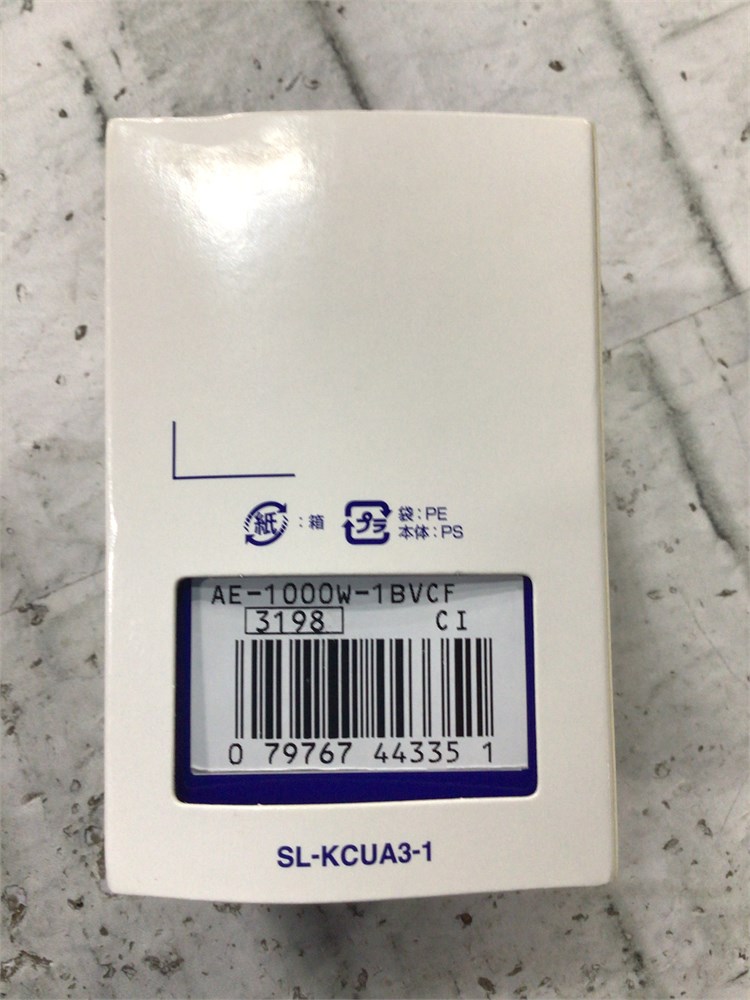 紙 : 箱
プラ 袋 : PE
本体 : PS
AE-1000W-1BVCF
3198 CI
0 79767 44335 1
SL-KCUA3-1